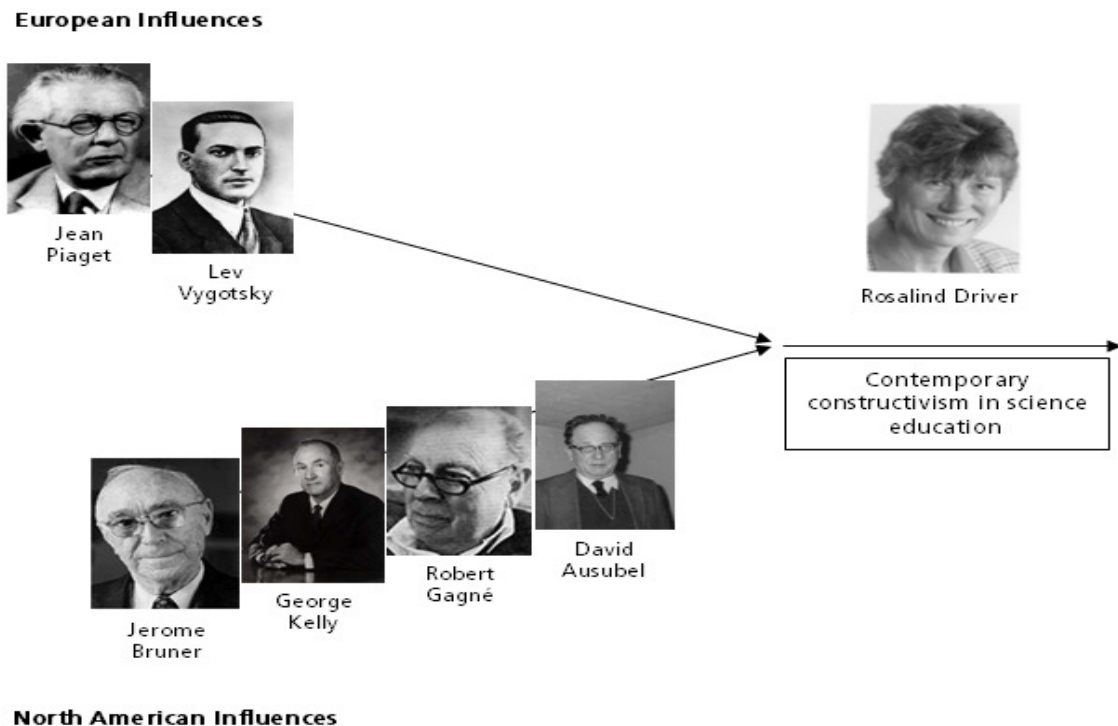 European Influences
Jean
Piaget
Lev
Vygotsky
Rosalind Driver
Contemporary
constructivism in science
education
David
Ausubel
Robert
Gagné
George
Kelly
Jerome
Bruner
North American Influences